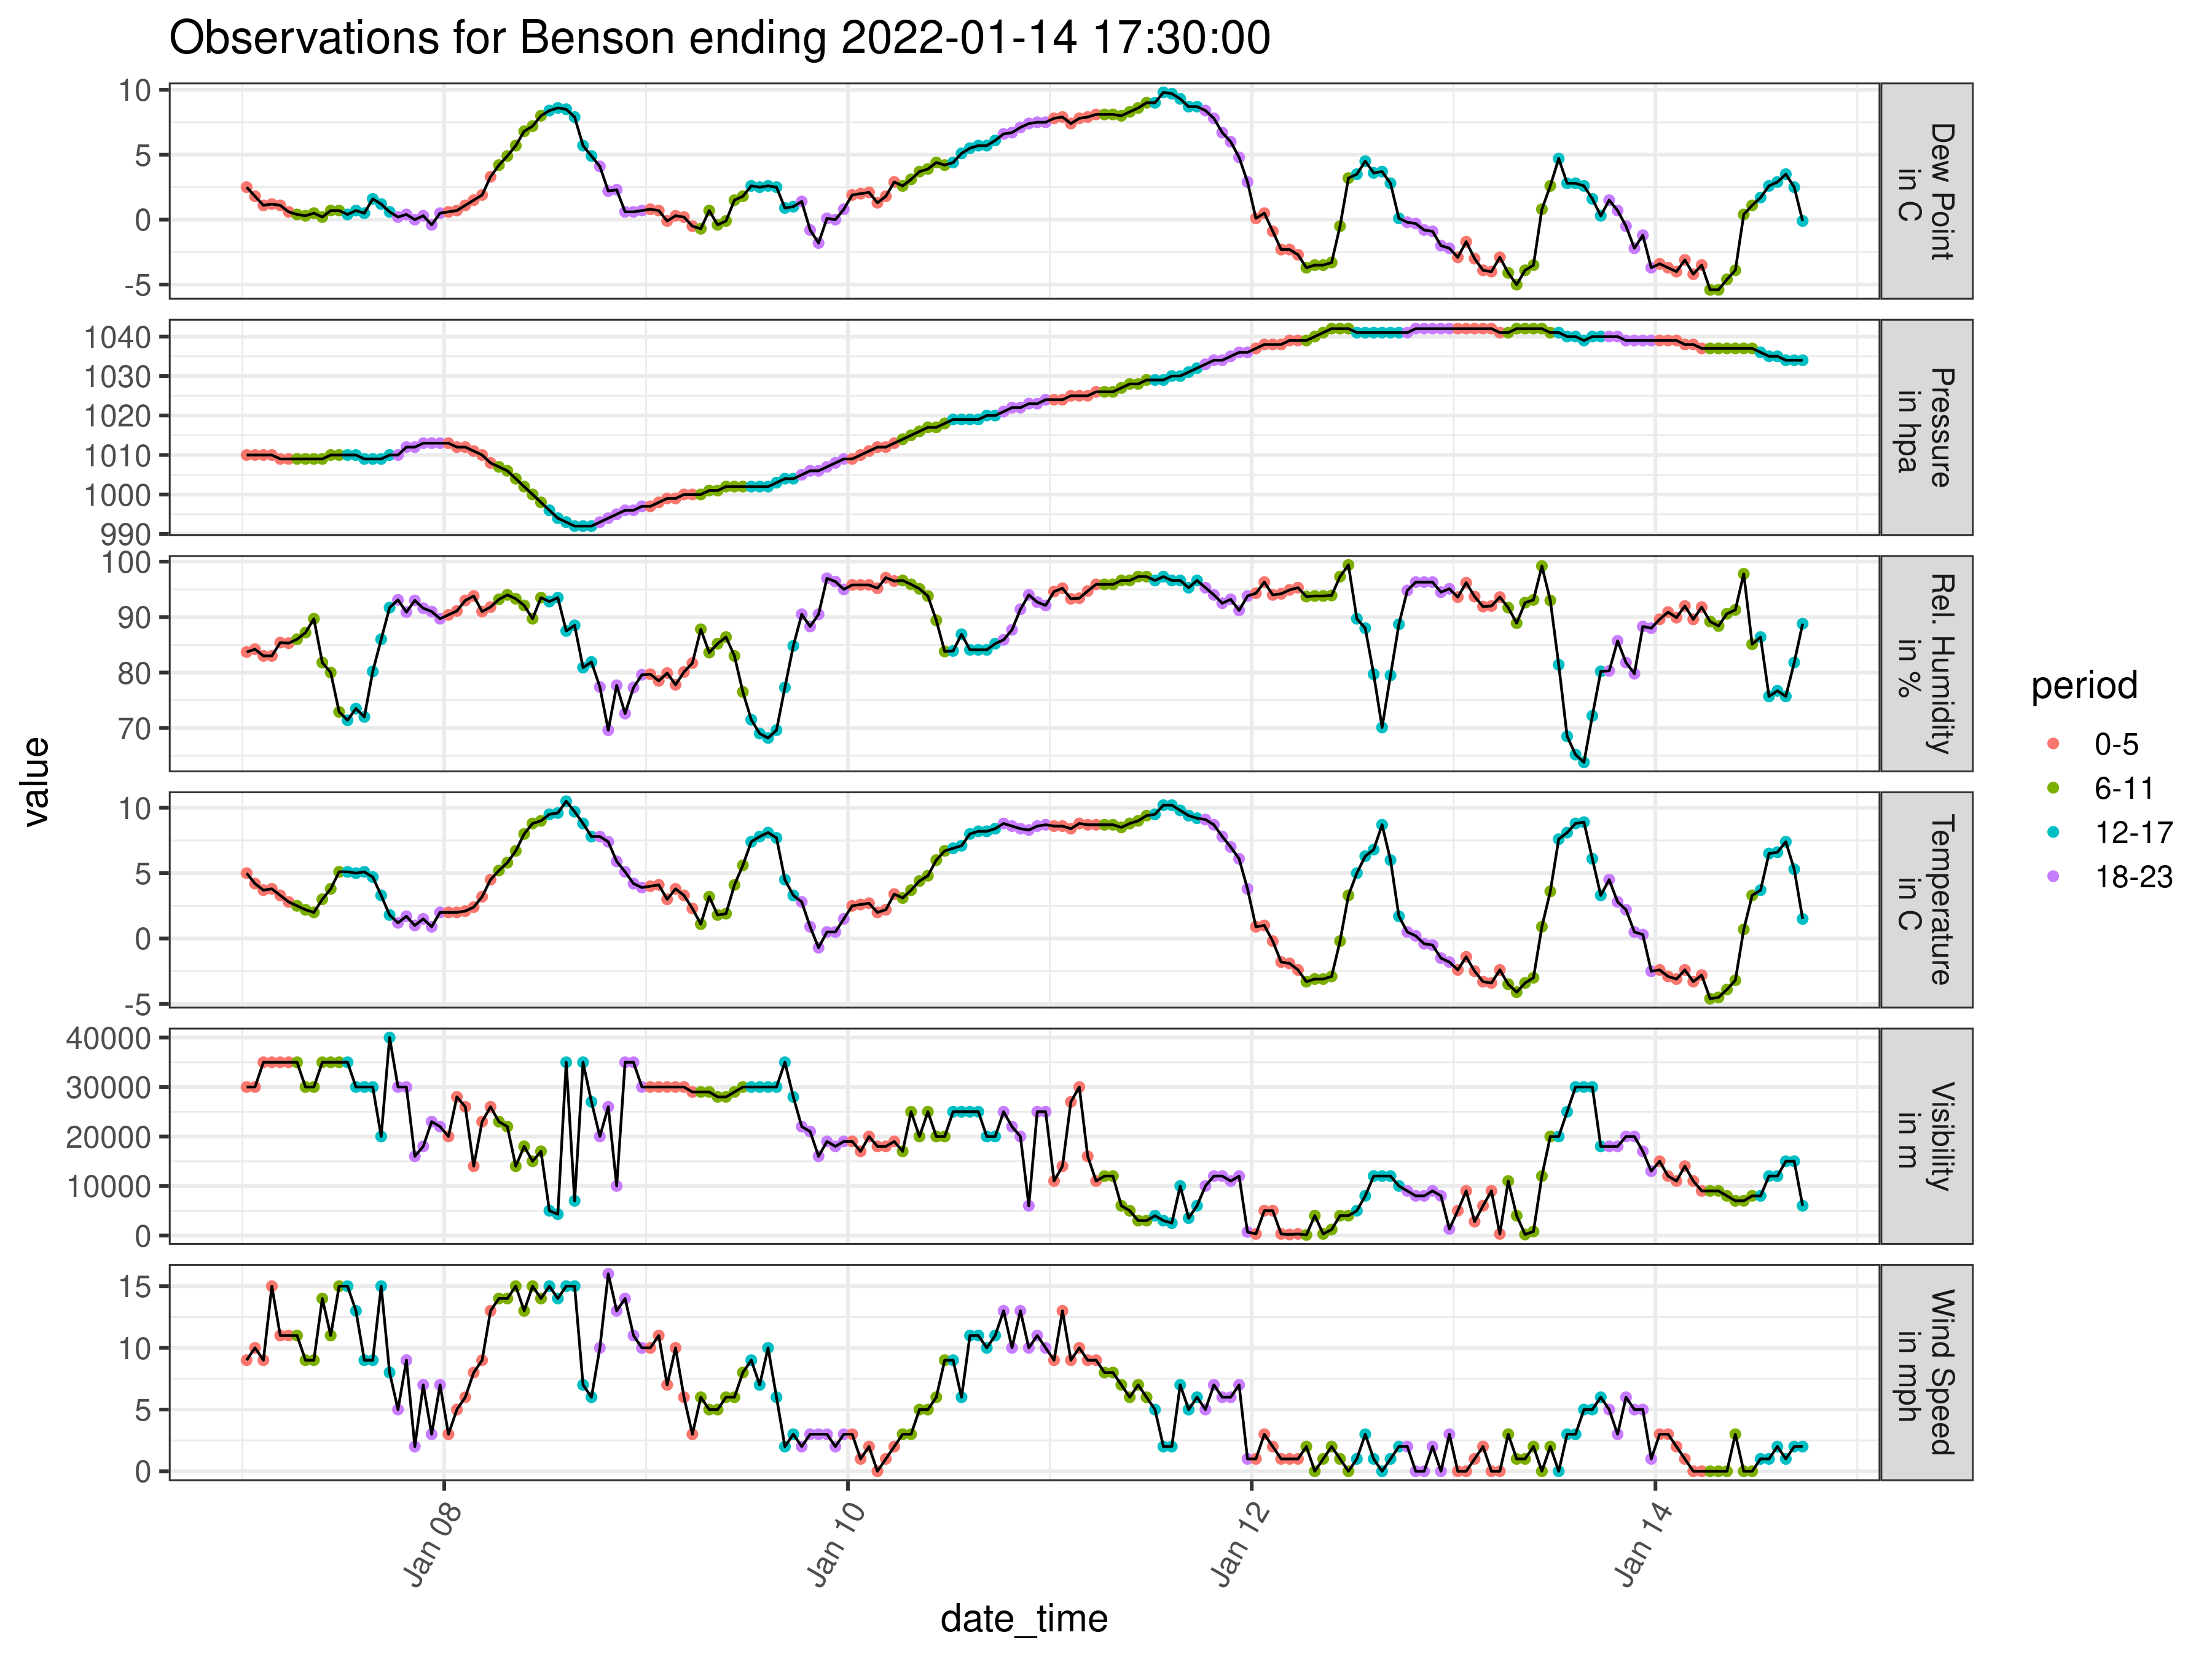 Observations for Benson ending 2022-01-14 17:30:00
10
5
0
-5
Dew Point
in C
1040
1030
1020
1010
1000
990
Pressure
in hpa
100
90
80
70
Rel. Humidity
in %
10
5
0
-5
Temperature
in C
40000
30000
20000
10000
0
Visibility
in m
15
10
5
0
Wind Speed
in mph
value
Jan 08
Jan 10
Jan 12
Jan 14
date_time
period
0-5
6-11
12-17
18-23